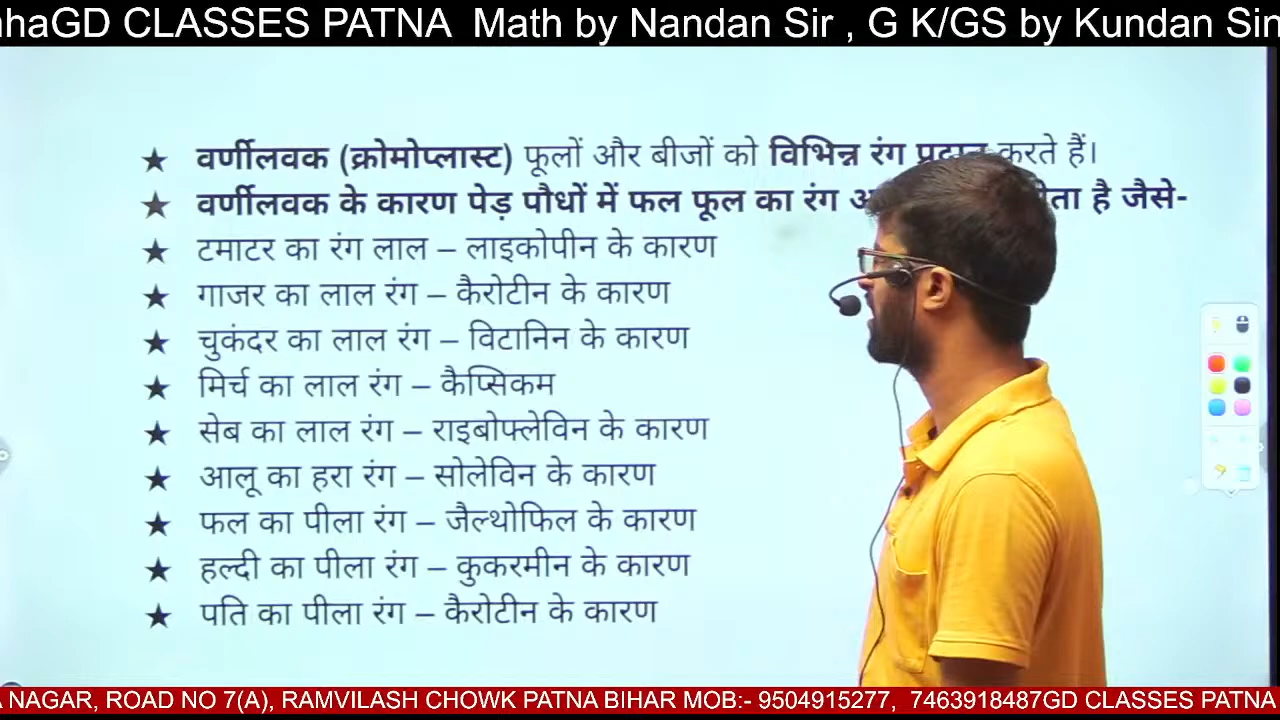 haGD CLASSES PATNA Math by Nandan Sir , G K/GS by Kundan Sin
★ वर्णीलवक (क्रोमोप्लास्ट) फूलों और बीजों को विभिन्न रंग प्रदान करते हैं।
★ वर्णीलवक के कारण पेड़ पौधों में फल फूल का रंग है जैसे-
★ टमाटर का रंग लाल – लाइकोपीन के कारण
★ गाजर का लाल रंग – कैरोटीन के कारण
★ चुकंदर का लाल रंग – विटानिन के कारण
★ मिर्च का लाल रंग – कैप्सिकम
★ सेब का लाल रंग – राइबोफ्लेविन के कारण
★ आलू का हरा रंग – सोलेविन के कारण
★ फल का पीला रंग – जैल्थोफिल के कारण
★ हल्दी का पीला रंग – कुकरमीन के कारण
★ पति का पीला रंग – कैरोटीन के कारण
NAGAR, ROAD NO 7(A), RAMVILASH CHOWK PATNA BIHAR MOB:- 9504915277, 7463918487GD CLASSES PATNA